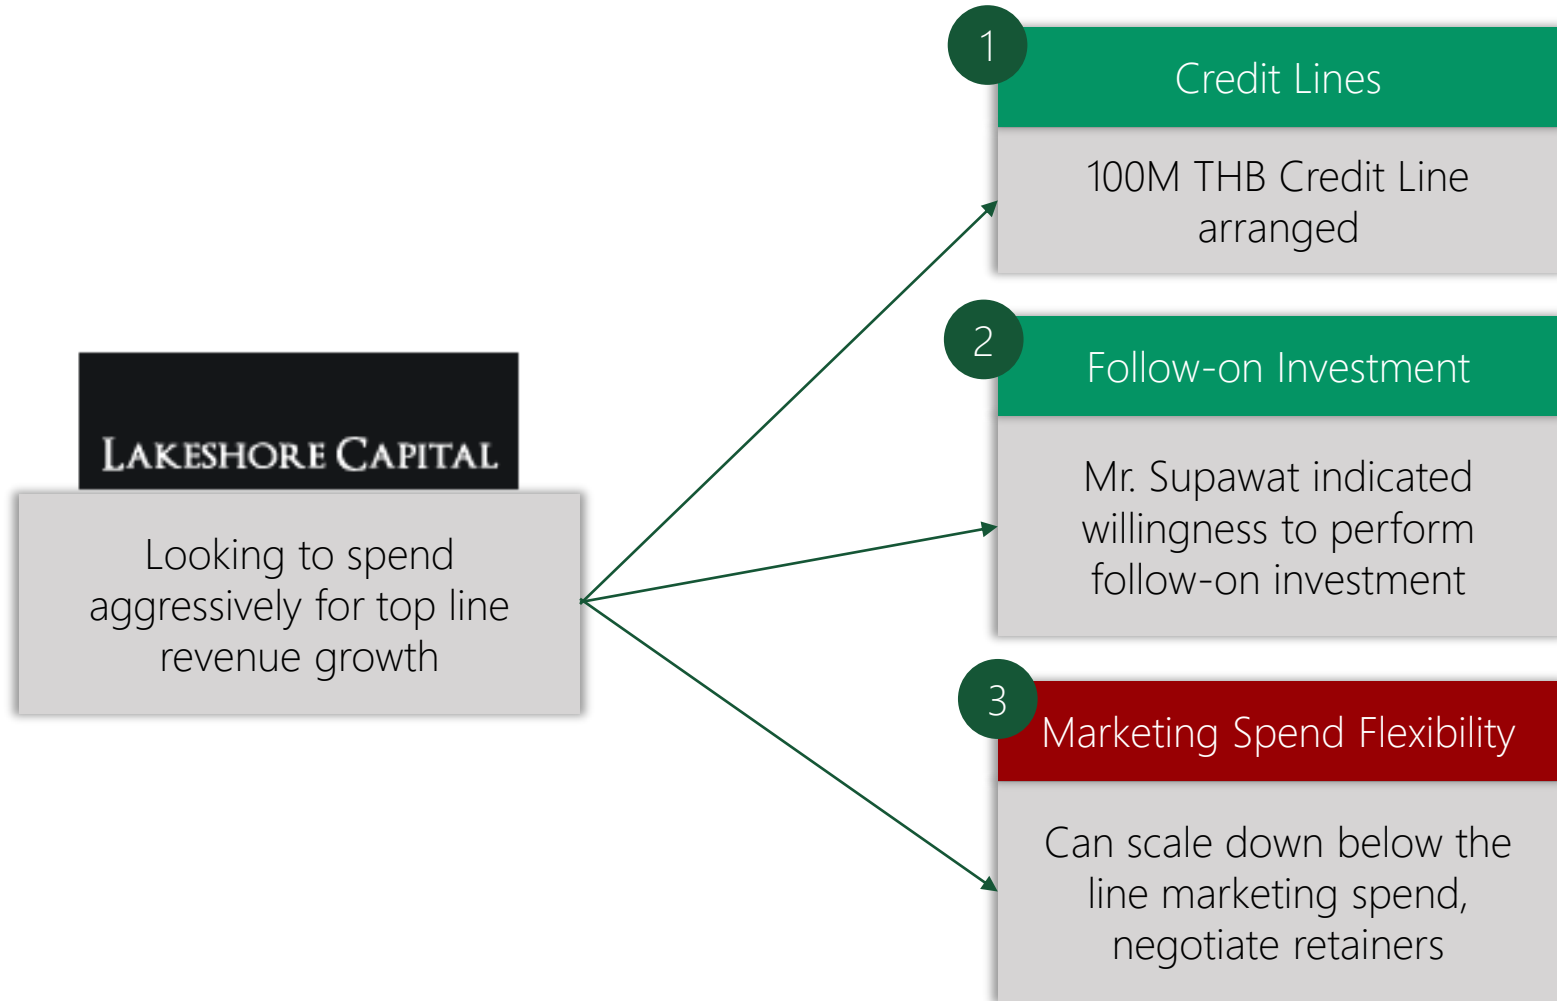 LAKESHORE CAPITAL
Looking to spend
aggressively for top line
revenue growth
1
Credit Lines
100M THB Credit Line
arranged
2
Follow-on Investment
Mr. Supawat indicated
willingness to perform
follow-on investment
3
Marketing Spend Flexibility
Can scale down below the
line marketing spend,
negotiate retainers